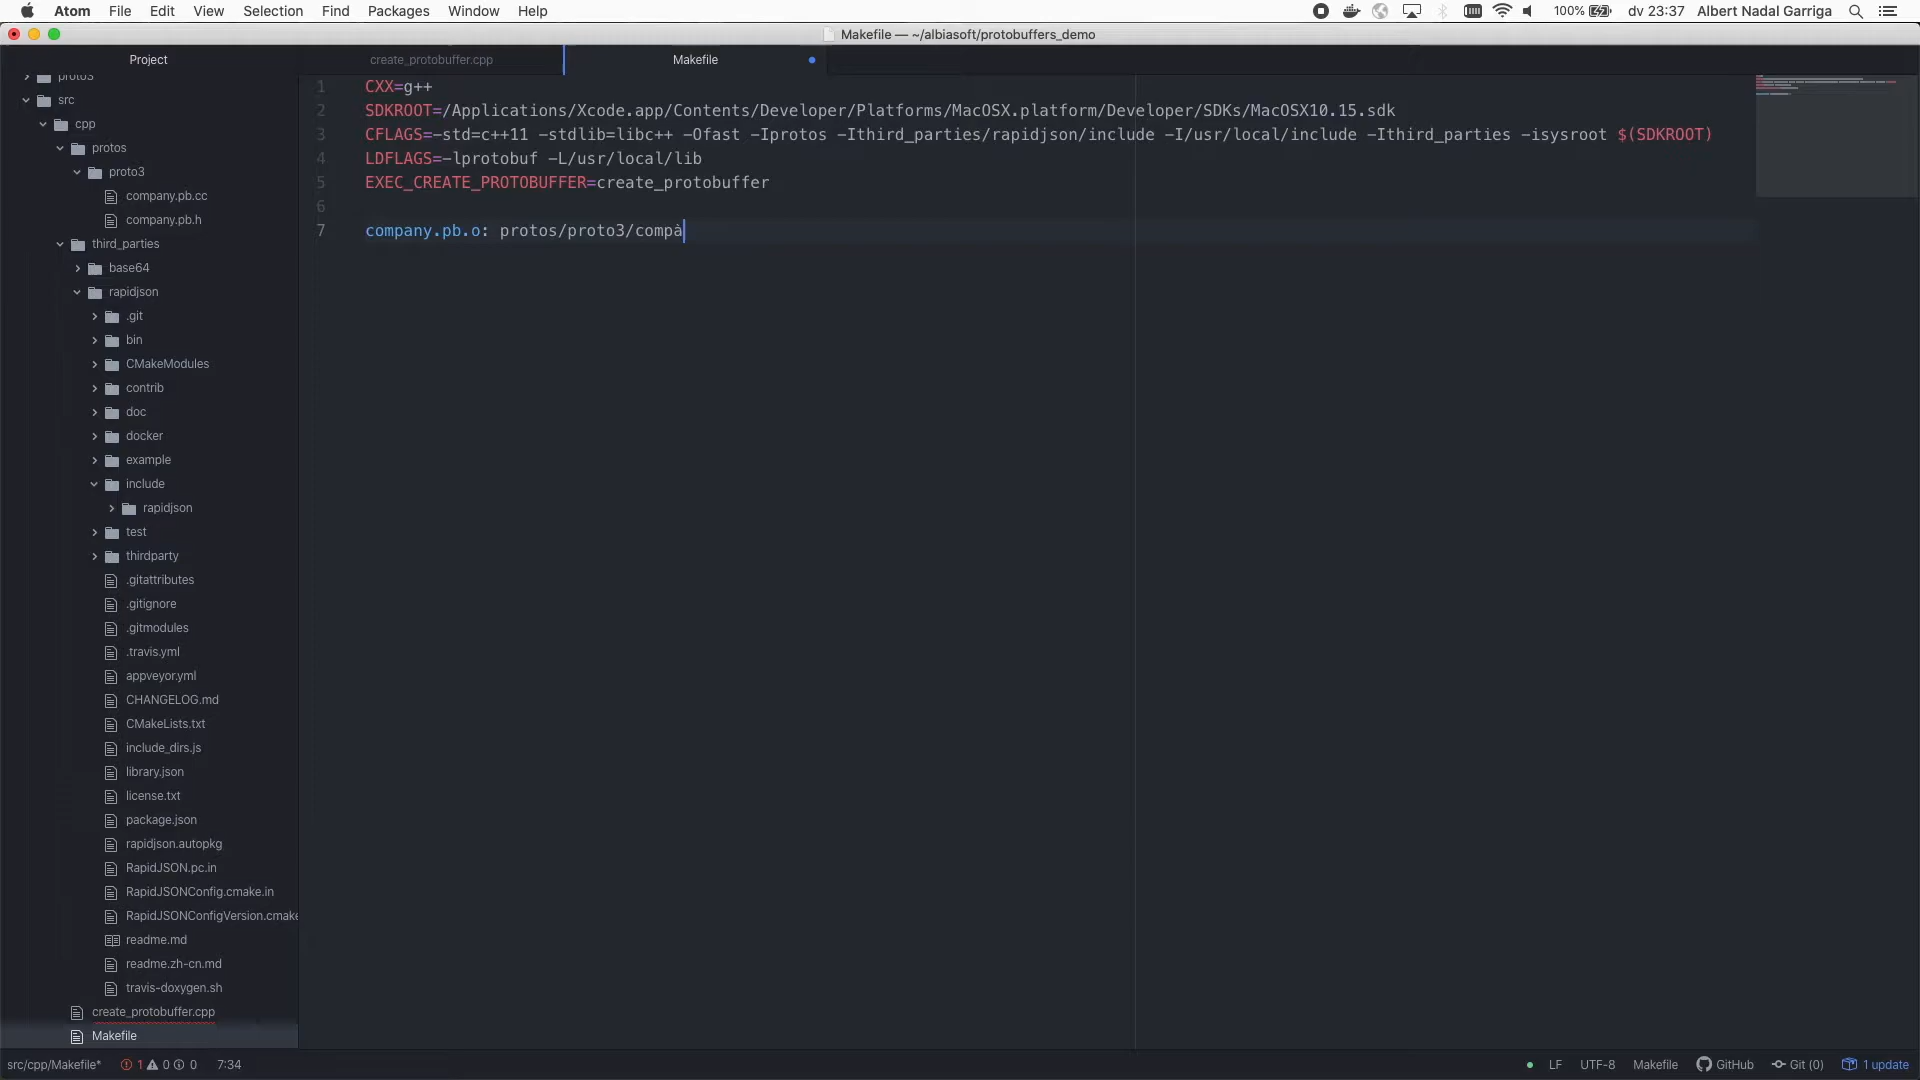 Atom File Edit View Selection Find Packages Window Help 100% dv 23:37 Albert Nadal Garriga
Makefile — ~/albiasoft/protobuffers_demo
Project create_protobuffer.cpp Makefile
proto3
src
cpp
protos
proto3
company.pb.cc
company.pb.h
third_parties
base64
rapidjson
.git
bin
CMakeModules
contrib
doc
docker
example
include
rapidjson
test
thirdparty
.gitattributes
.gitignore
.gitmodules
.travis.yml
appveyor.yml
CHANGELOG.md
CMakeLists.txt
include_dirs.js
library.json
license.txt
package.json
rapidjson.autopkg
RapidJSON.pc.in
RapidJSONConfig.cmake.in
RapidJSONConfigVersion.cmake
readme.md
readme.zh-cn.md
travis-doxygen.sh
create_protobuffer.cpp
Makefile
1 CXX=g++
2 SDKROOT=/Applications/Xcode.app/Contents/Developer/Platforms/MacOSX.platform/Developer/SDKs/MacOSX10.15.sdk
3 CFLAGS=-std=c++11 -stdlib=libc++ -Ofast -Iprotos -Ithird_parties/rapidjson/include -I/usr/local/include -Ithird_parties -isysroot $(SDKROOT)
4 LDFLAGS=-lprotobuf -L/usr/local/lib
5 EXEC_CREATE_PROTOBUFFER=create_protobuffer
6
7 company.pb.o: protos/proto3/compà
src/cpp/Makefile* 1 0 0 7:34 LF UTF-8 Makefile GitHub Git (0) 1 update